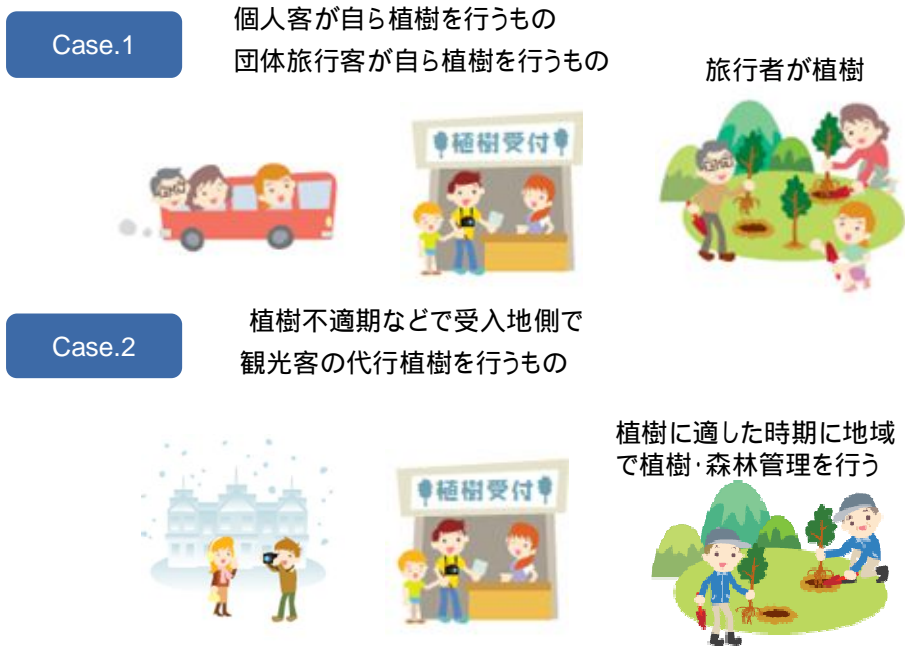 Case.1
個人客が自ら植樹を行うもの
団体旅行客が自ら植樹を行うもの
旅行者が植樹
植樹受付
Case.2
植樹不適期などで受入地側で
観光客の代行植樹を行うもの
植樹受付
植樹に適した時期に地域
で植樹･森林管理を行う